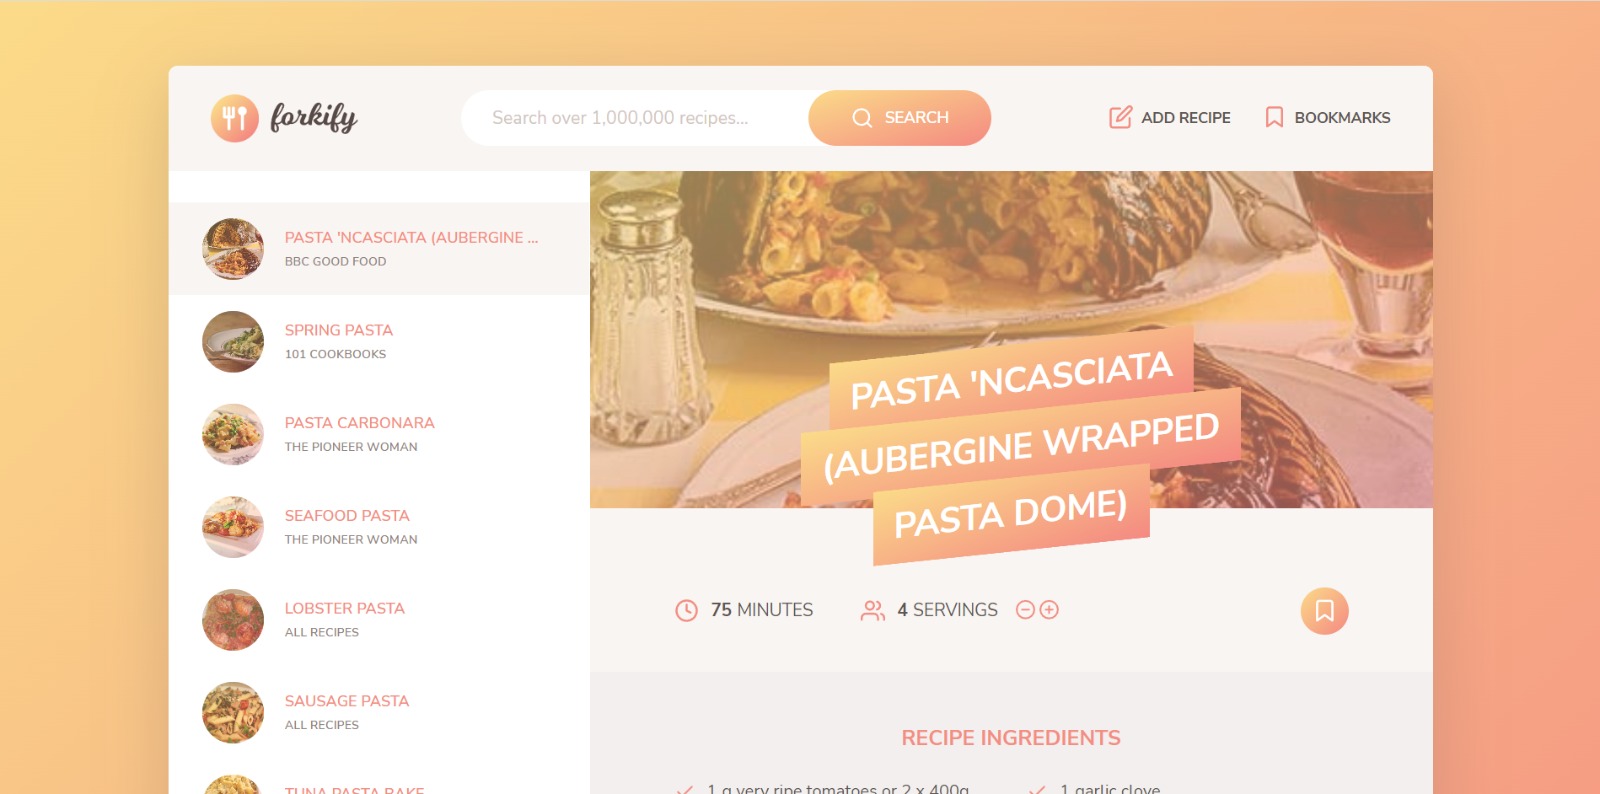 forkify
Search over 1,000,000 recipes...
SEARCH
ADD RECIPE
BOOKMARKS
PASTA 'NCASCIATA (AUBERGINE ...
BBC GOOD FOOD
SPRING PASTA
101 COOKBOOKS
PASTA CARBONARA
THE PIONEER WOMAN
SEAFOOD PASTA
THE PIONEER WOMAN
LOBSTER PASTA
ALL RECIPES
SAUSAGE PASTA
ALL RECIPES
TUNA PASTA BAKE
PASTA 'NCASCIATA
(AUBERGINE WRAPPED
PASTA DOME)
75 MINUTES
4 SERVINGS
RECIPE INGREDIENTS
1 g very ripe tomatoes or 2 x 400g
1 garlic clove